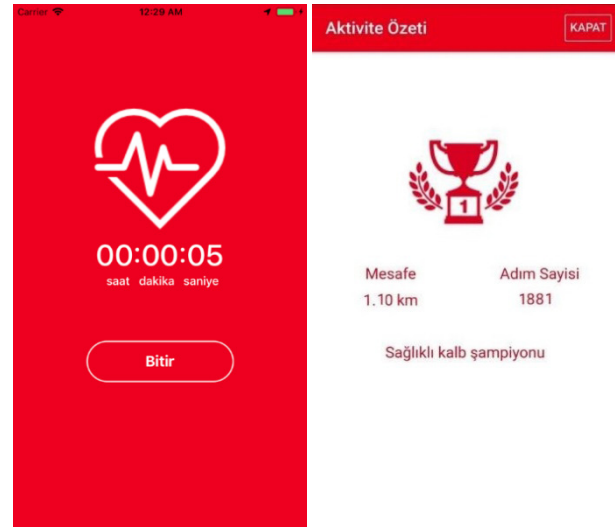 Carrier 12:29 AM
00:00:05
saat dakika saniye
Bitir
Aktivite Özeti KAPAT
1
Mesafe Adım Sayisi
1.10 km 1881
Sağlıklı kalb şampiyonu